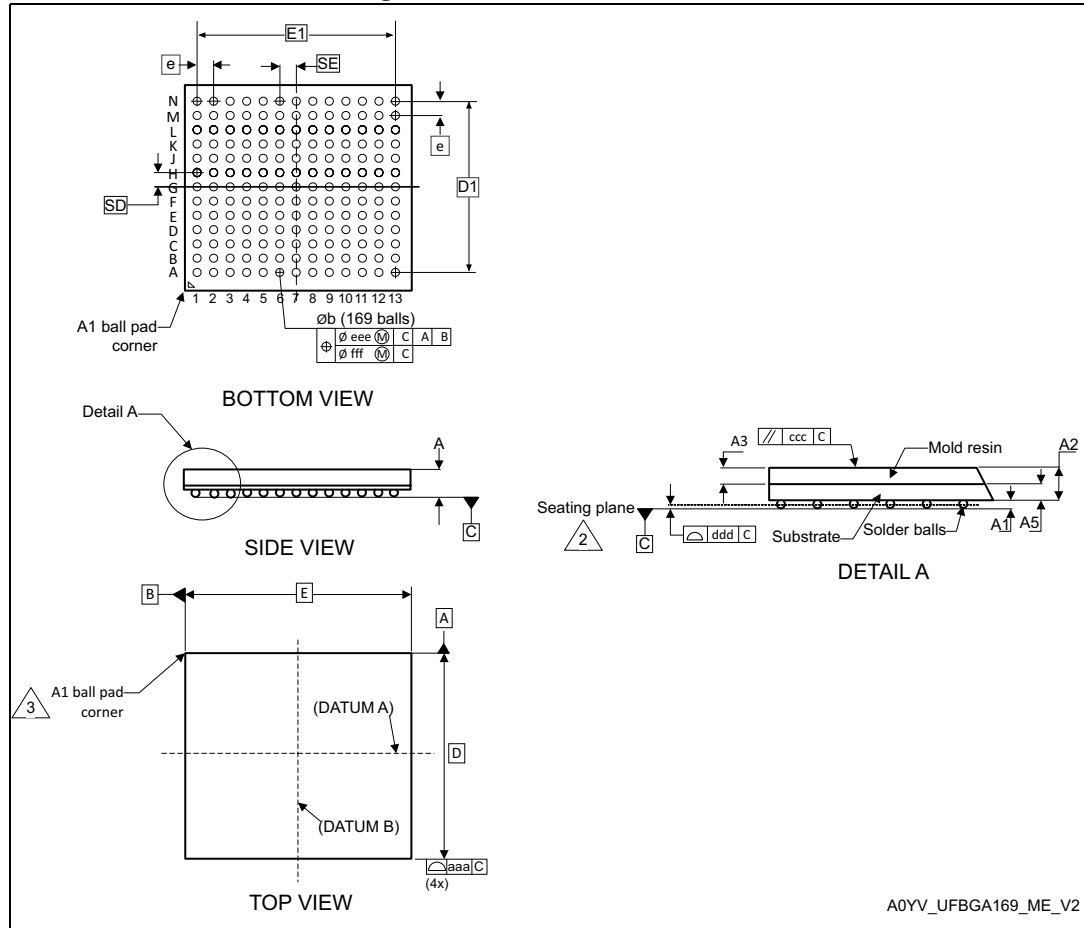 E1
e
SE
N
M
L
K
J
H
G
F
E
D
C
B
A
e
D1
SD
1 2 3 4 5 6 7 8 9 10 11 12 13
A1 ball pad
corner
Øb (169 balls)
⌖ Ø eee Ⓜ C A B
Ø fff Ⓜ C
BOTTOM VIEW
Detail A
A
C
SIDE VIEW
A3
// ccc C
Mold resin
A2
Seating plane
2
C
ddd C
Substrate
Solder balls
A1
A5
DETAIL A
B
E
A
3
A1 ball pad
corner
(DATUM A)
D
(DATUM B)
aaa C
(4x)
TOP VIEW
A0YV_UFBGA169_ME_V2